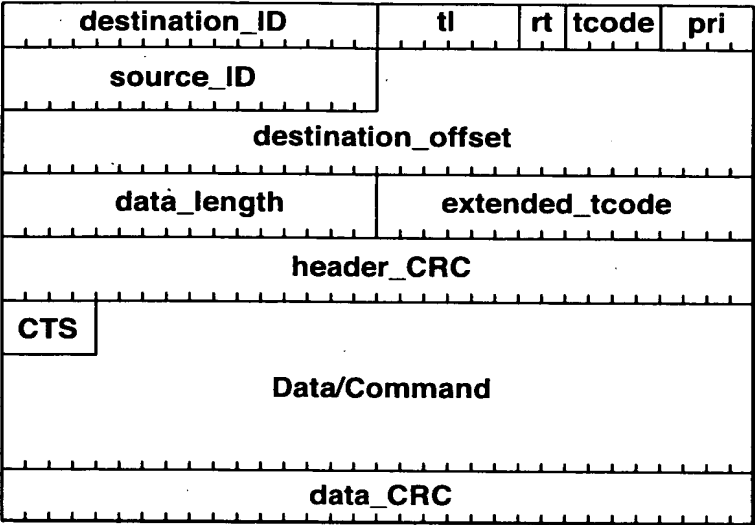 destination_ID tl rt tcode pri
source_ID
destination_offset
data_length extended_tcode
header_CRC
CTS
Data/Command
data_CRC